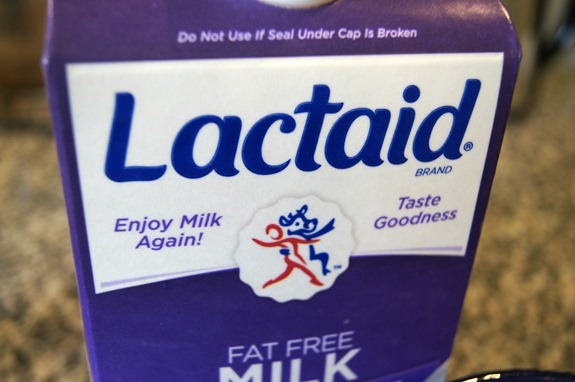 Do Not Use If Seal Under Cap Is Broken
Lactaid®
BRAND
Enjoy Milk
Again!
Taste
Goodness
™
FAT FREE
MILK